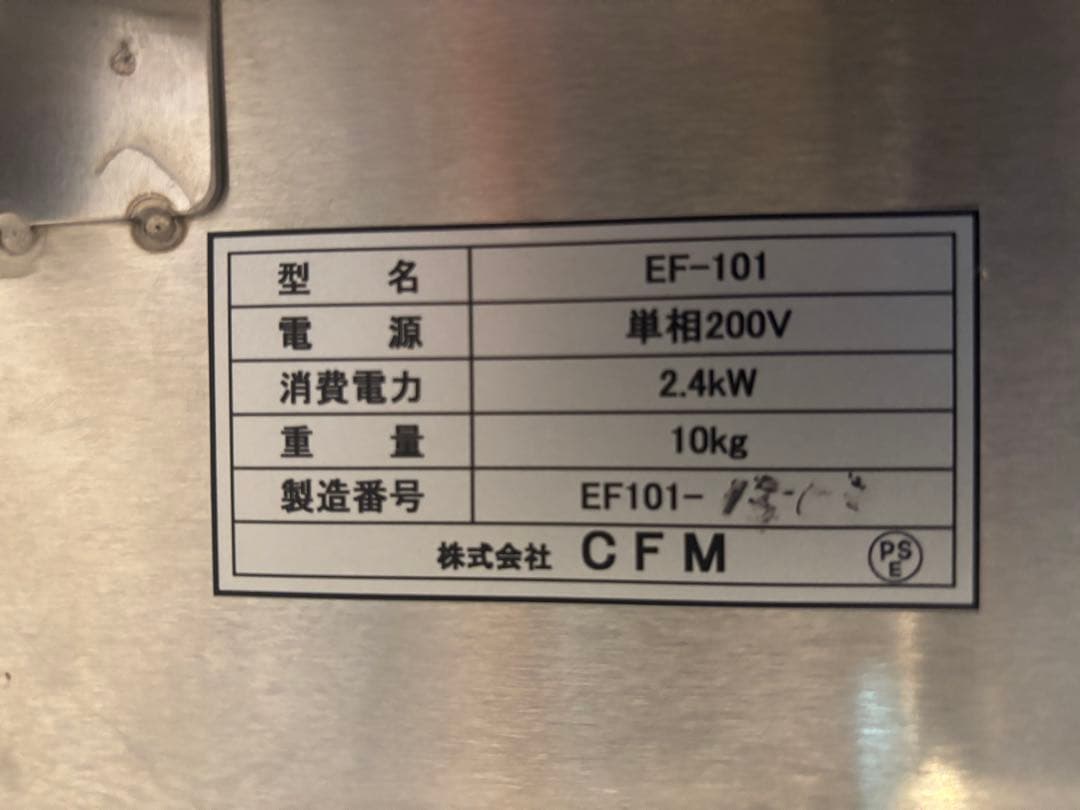 型名 EF-101
電源 単相200V
消費電力 2.4kW
重量 10kg
製造番号 EF101-
株式会社 CFM PSE